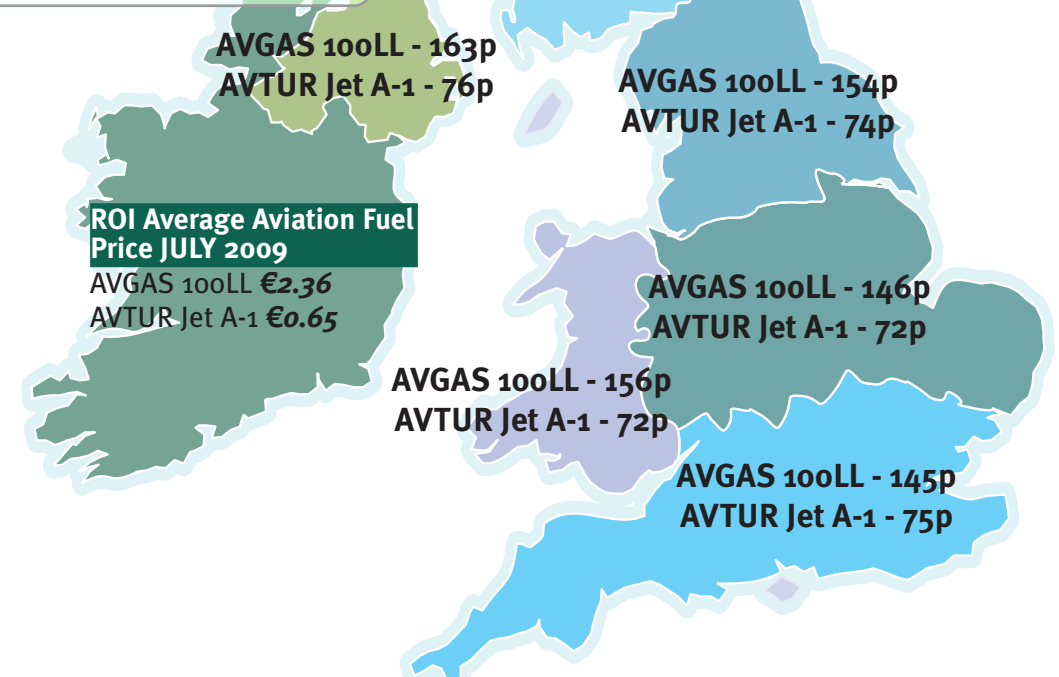 AVGAS 100LL - 163p
AVTUR Jet A-1 - 76p
AVGAS 100LL - 154p
AVTUR Jet A-1 - 74p
ROI Average Aviation Fuel
Price JULY 2009
AVGAS 100LL €2.36
AVTUR Jet A-1 €0.65
AVGAS 100LL - 146p
AVTUR Jet A-1 - 72p
AVGAS 100LL - 156p
AVTUR Jet A-1 - 72p
AVGAS 100LL - 145p
AVTUR Jet A-1 - 75p